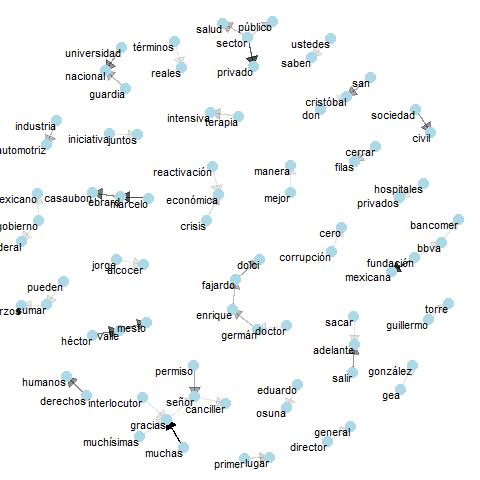 salud público
sector
privado
universidad
nacional
guardia
términos
reales
ustedes
saben
san
cristóbal
don
sociedad
civil
industria
automotriz
iniciativa juntos
intensiva terapia
cerrar
filas
reactivación
económica
crisis
manera
mejor
hospitales
privados
exicano
gobierno
deral
casaubon ebrard marcelo
cero
corrupción
bancomer
bbva
fundación
mexicana
jorge
alcocer
dolci
fajardo
enrique
germán doctor
pueden
rzos sumar
héctor valle mesto
sacar
adelante
salir
torre
guillermo
gonzález
gea
humanos
derechos
permiso
señor
canciller
interlocutor
gracias
muchísimas
muchas
eduardo
osuna
general
director
primer lugar